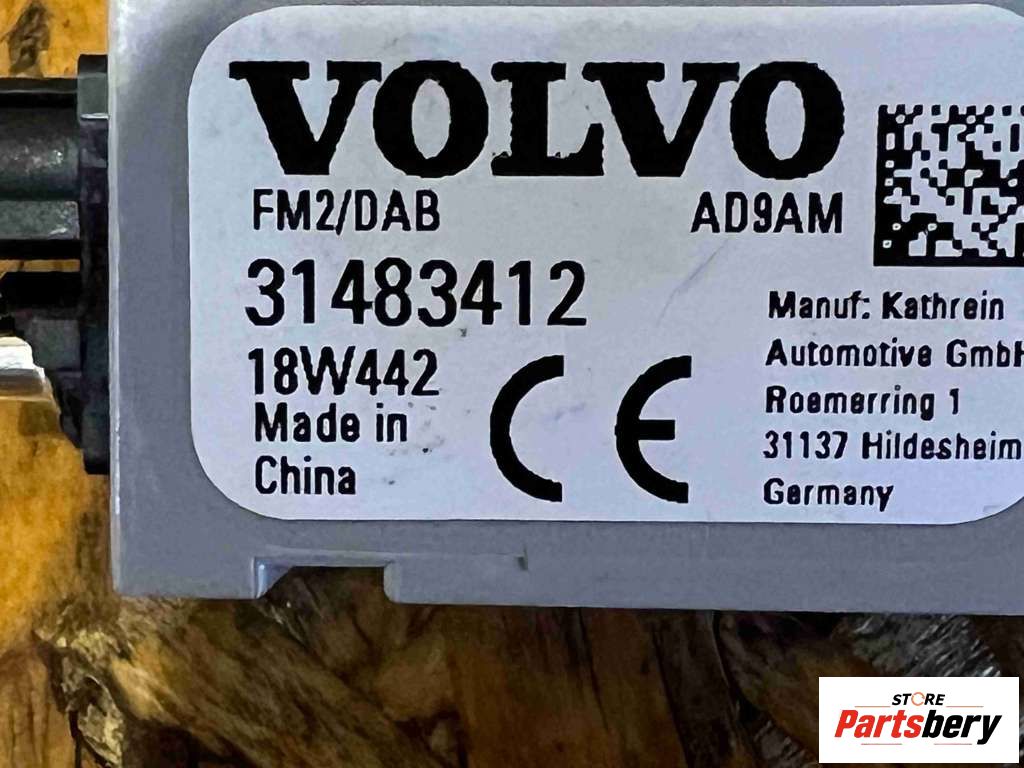 VOLVO
FM2/DAB AD9AM
31483412
18W442
Made in
China
CE
Manuf: Kathrein
Automotive GmbH
Roemerring 1
31137 Hildesheim
Germany
STORE
Partsbery